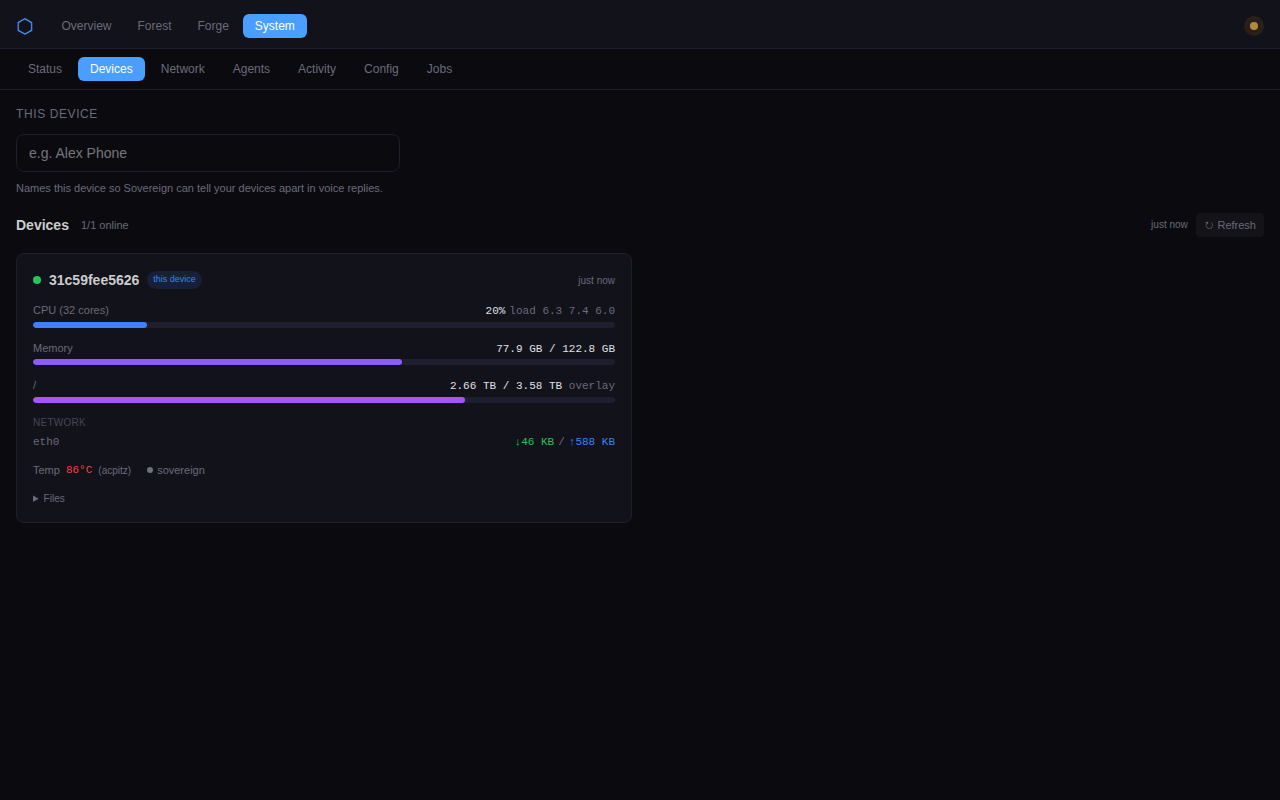 Overview Forest Forge System
Status Devices Network Agents Activity Config Jobs
THIS DEVICE
e.g. Alex Phone
Names this device so Sovereign can tell your devices apart in voice replies.
Devices 1/1 online just now ↻ Refresh
31c59fee5626 this device just now
CPU (32 cores) 20% load 6.3 7.4 6.0
Memory 77.9 GB / 122.8 GB
/ 2.66 TB / 3.58 TB overlay
NETWORK
eth0 ↓46 KB / ↑588 KB
Temp 86°C (acpitz) sovereign
▶ Files